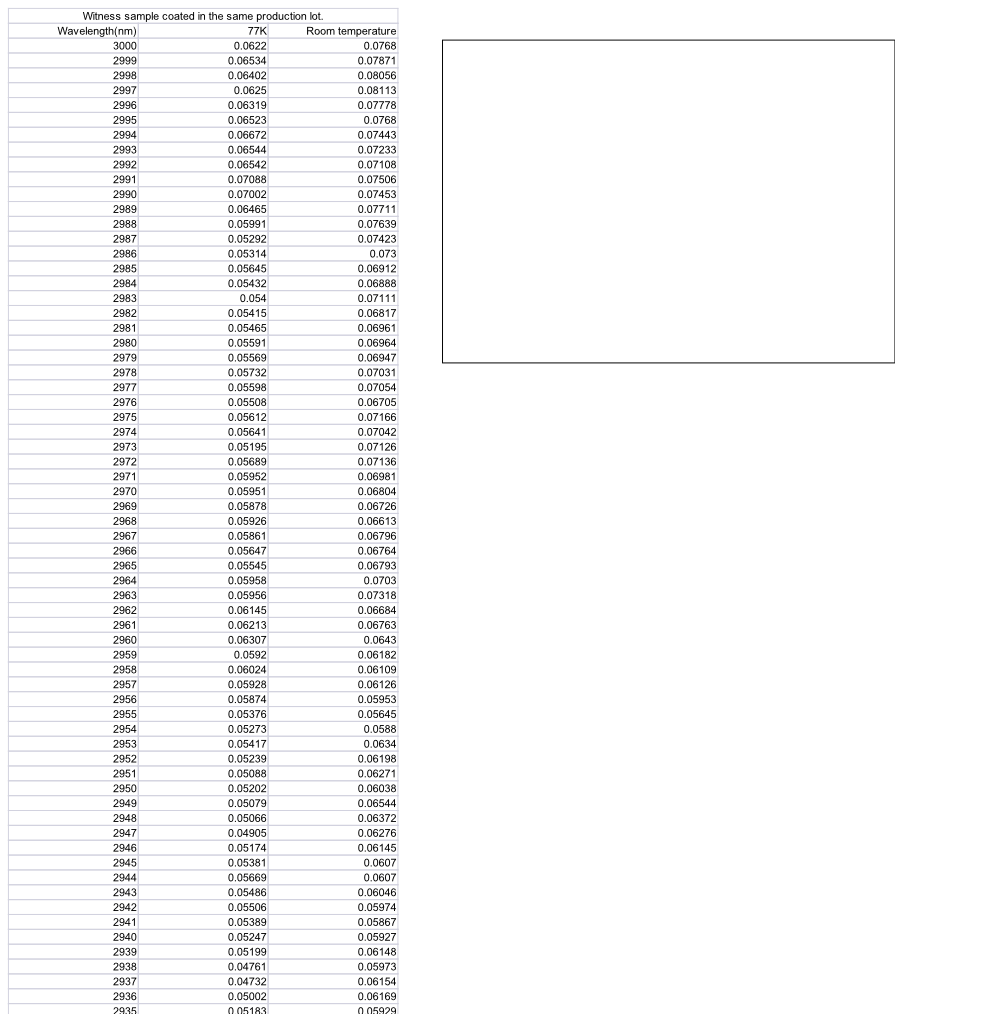 Witness sample coated in the same production lot.
Wavelength(nm) 77K Room temperature
3000 0.0622 0.0768
2999 0.06534 0.07871
2998 0.06402 0.08056
2997 0.0625 0.08113
2996 0.06319 0.07778
2995 0.06523 0.0768
2994 0.06672 0.07443
2993 0.06544 0.07233
2992 0.06542 0.07108
2991 0.07088 0.07506
2990 0.07002 0.07453
2989 0.06465 0.07711
2988 0.05991 0.07639
2987 0.05292 0.07423
2986 0.05314 0.073
2985 0.05645 0.06912
2984 0.05432 0.06888
2983 0.054 0.07111
2982 0.05415 0.06817
2981 0.05465 0.06961
2980 0.05591 0.06964
2979 0.05569 0.06947
2978 0.05732 0.07031
2977 0.05598 0.07054
2976 0.05508 0.06705
2975 0.05612 0.07166
2974 0.05641 0.07042
2973 0.05195 0.07126
2972 0.05689 0.07136
2971 0.05952 0.06981
2970 0.05951 0.06804
2969 0.05878 0.06726
2968 0.05926 0.06613
2967 0.05861 0.06796
2966 0.05647 0.06764
2965 0.05545 0.06793
2964 0.05958 0.0703
2963 0.05956 0.07318
2962 0.06145 0.06684
2961 0.06213 0.06763
2960 0.06307 0.0643
2959 0.0592 0.06182
2958 0.06024 0.06109
2957 0.05928 0.06126
2956 0.05874 0.05953
2955 0.05376 0.05645
2954 0.05273 0.0588
2953 0.05417 0.0634
2952 0.05239 0.06198
2951 0.05088 0.06271
2950 0.05202 0.06038
2949 0.05079 0.06544
2948 0.05066 0.06372
2947 0.04905 0.06276
2946 0.05174 0.06145
2945 0.05381 0.0607
2944 0.05669 0.0607
2943 0.05486 0.06046
2942 0.05506 0.05974
2941 0.05389 0.05867
2940 0.05247 0.05927
2939 0.05199 0.06148
2938 0.04761 0.05973
2937 0.04732 0.06154
2936 0.05002 0.06169
2935 0.05183 0.05929